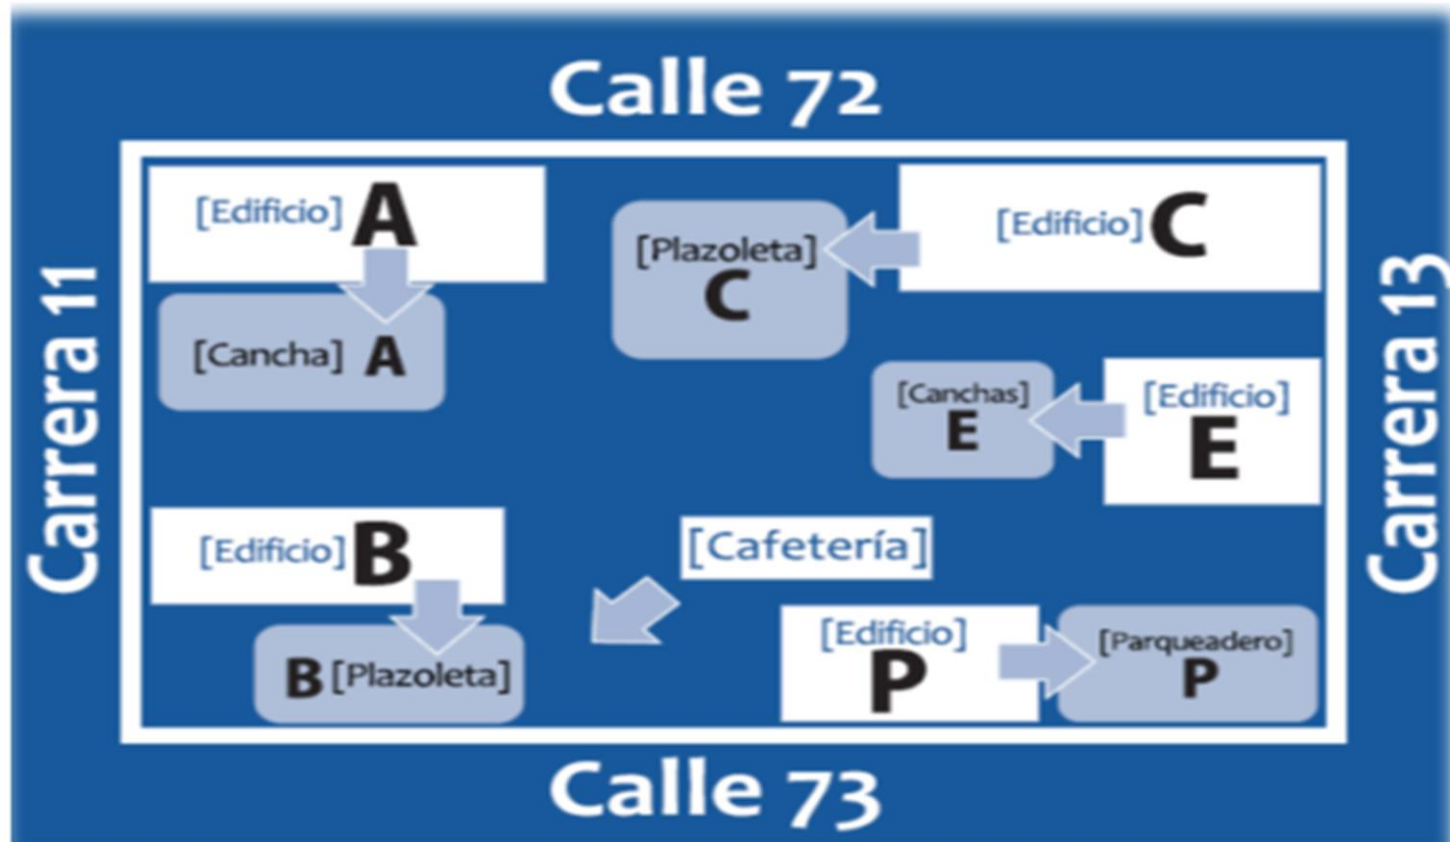 Calle 72
Carrera 11
[Edificio] A
[Cancha] A
[Plazoleta]
C
[Edificio] C
[Canchas]
E
[Edificio]
E
[Edificio] B
B [Plazoleta]
[Cafetería]
[Edificio]
P
[Parqueadero]
P
Carrera 13
Calle 73